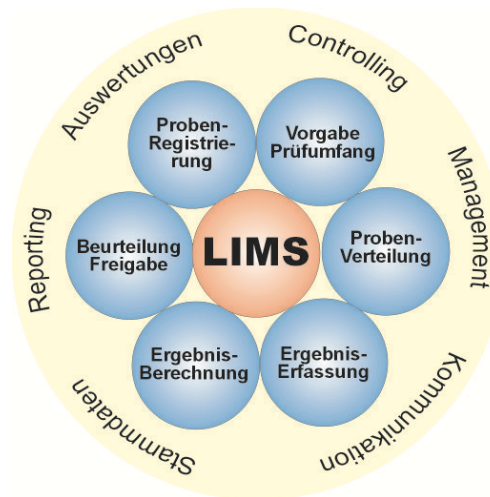 Auswertungen
Controlling
Management
Kommunikation
Stammdaten
Reporting
Proben-
Registrie-
rung
Vorgabe
Prüfumfang
Proben-
Verteilung
Ergebnis-
Erfassung
Ergebnis-
Berechnung
Beurteilung
Freigabe
LIMS